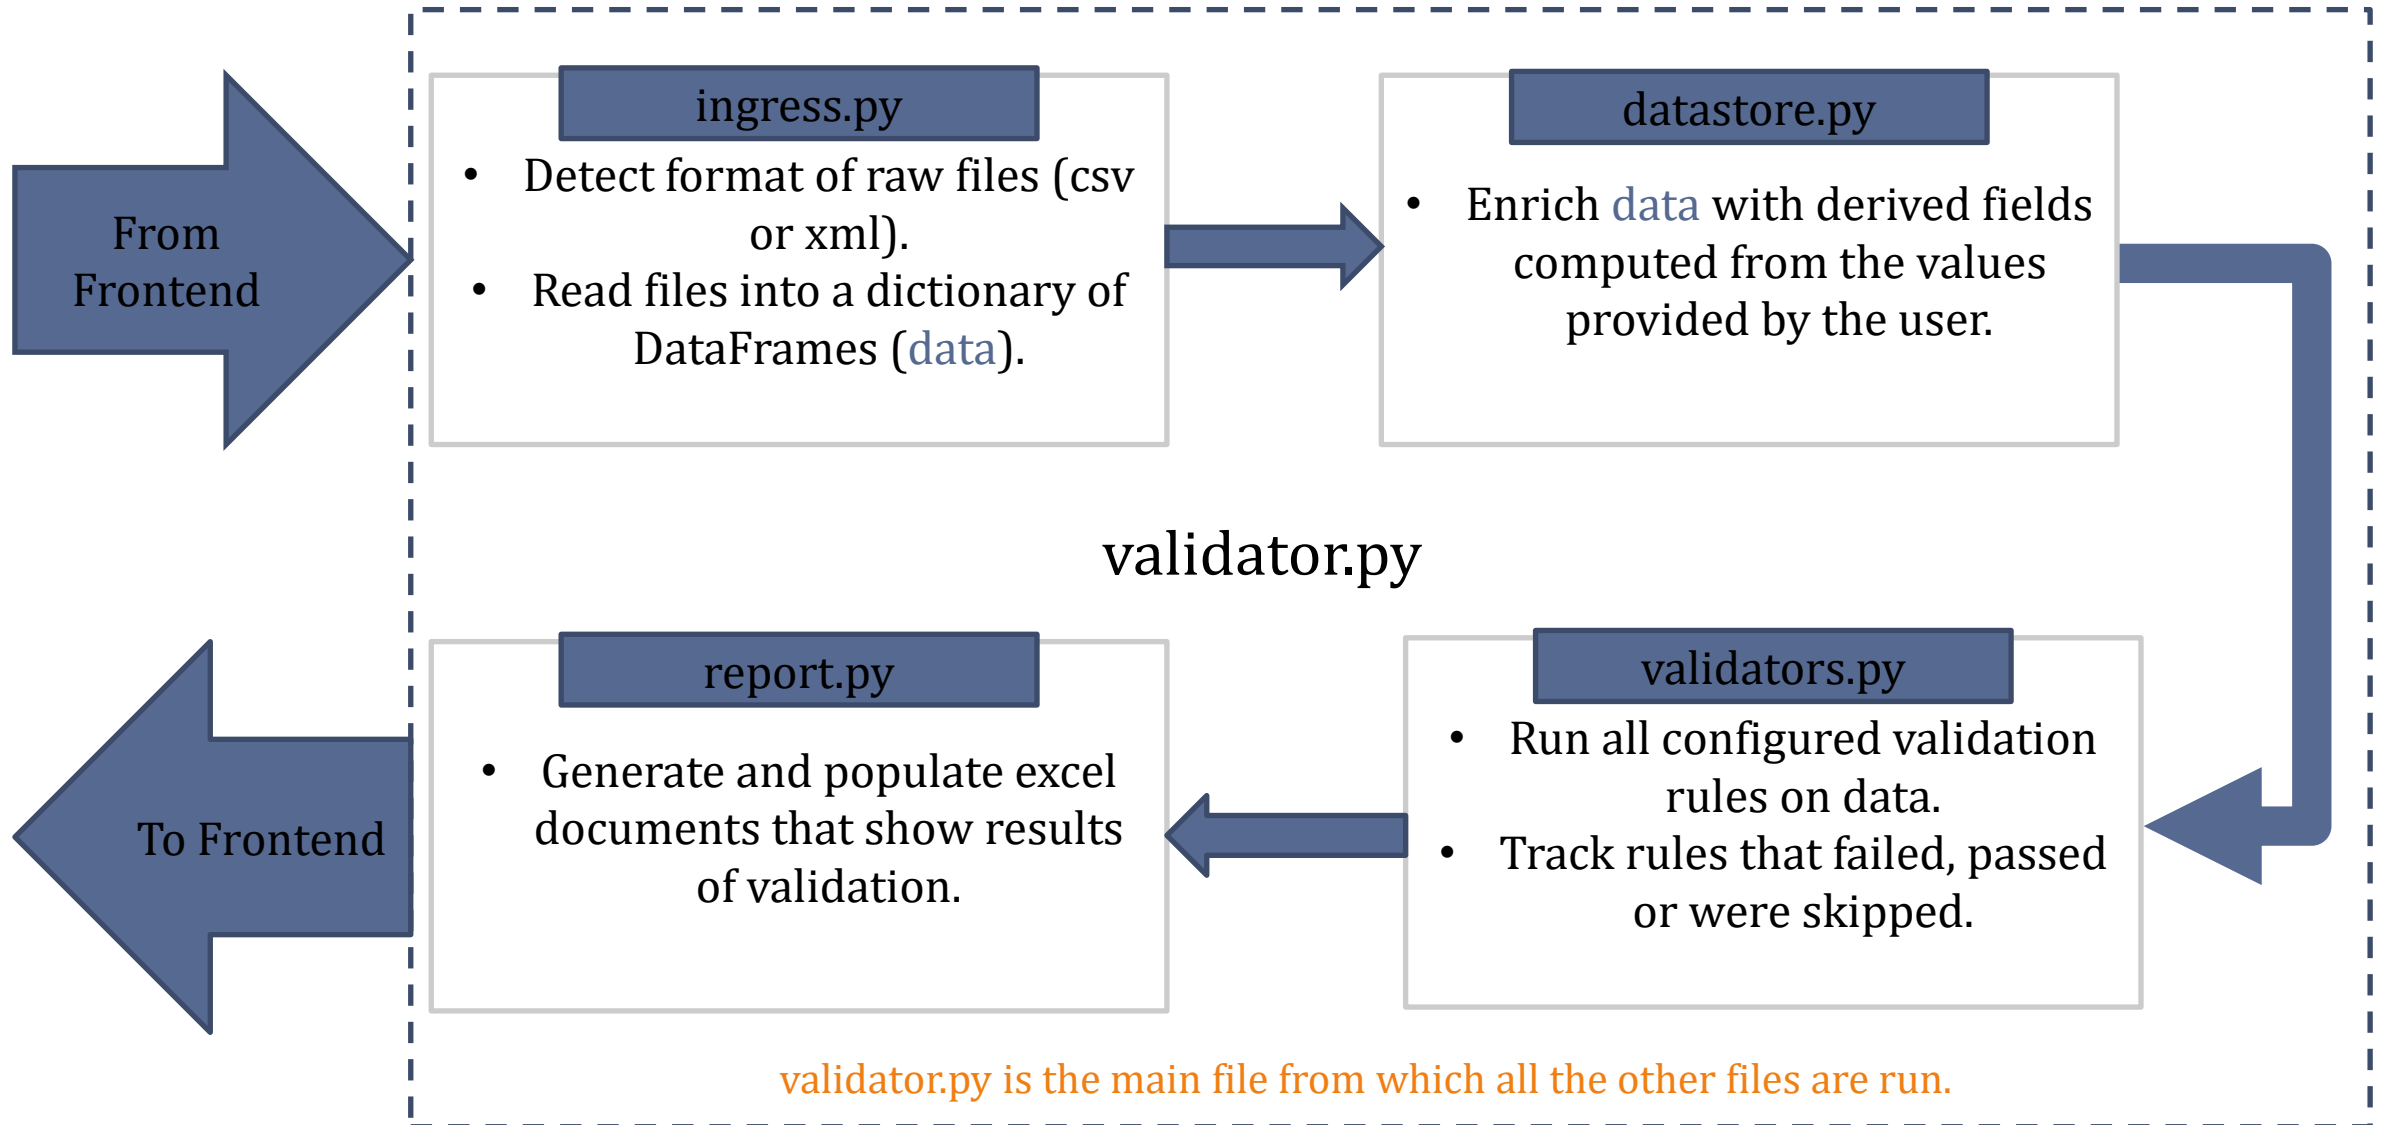 From
Frontend
ingress.py
• Detect format of raw files (csv
or xml).
• Read files into a dictionary of
DataFrames (data).
datastore.py
• Enrich data with derived fields
computed from the values
provided by the user.
validator.py
report.py
• Generate and populate excel
documents that show results
of validation.
validators.py
• Run all configured validation
rules on data.
• Track rules that failed, passed
or were skipped.
To Frontend
validator.py is the main file from which all the other files are run.